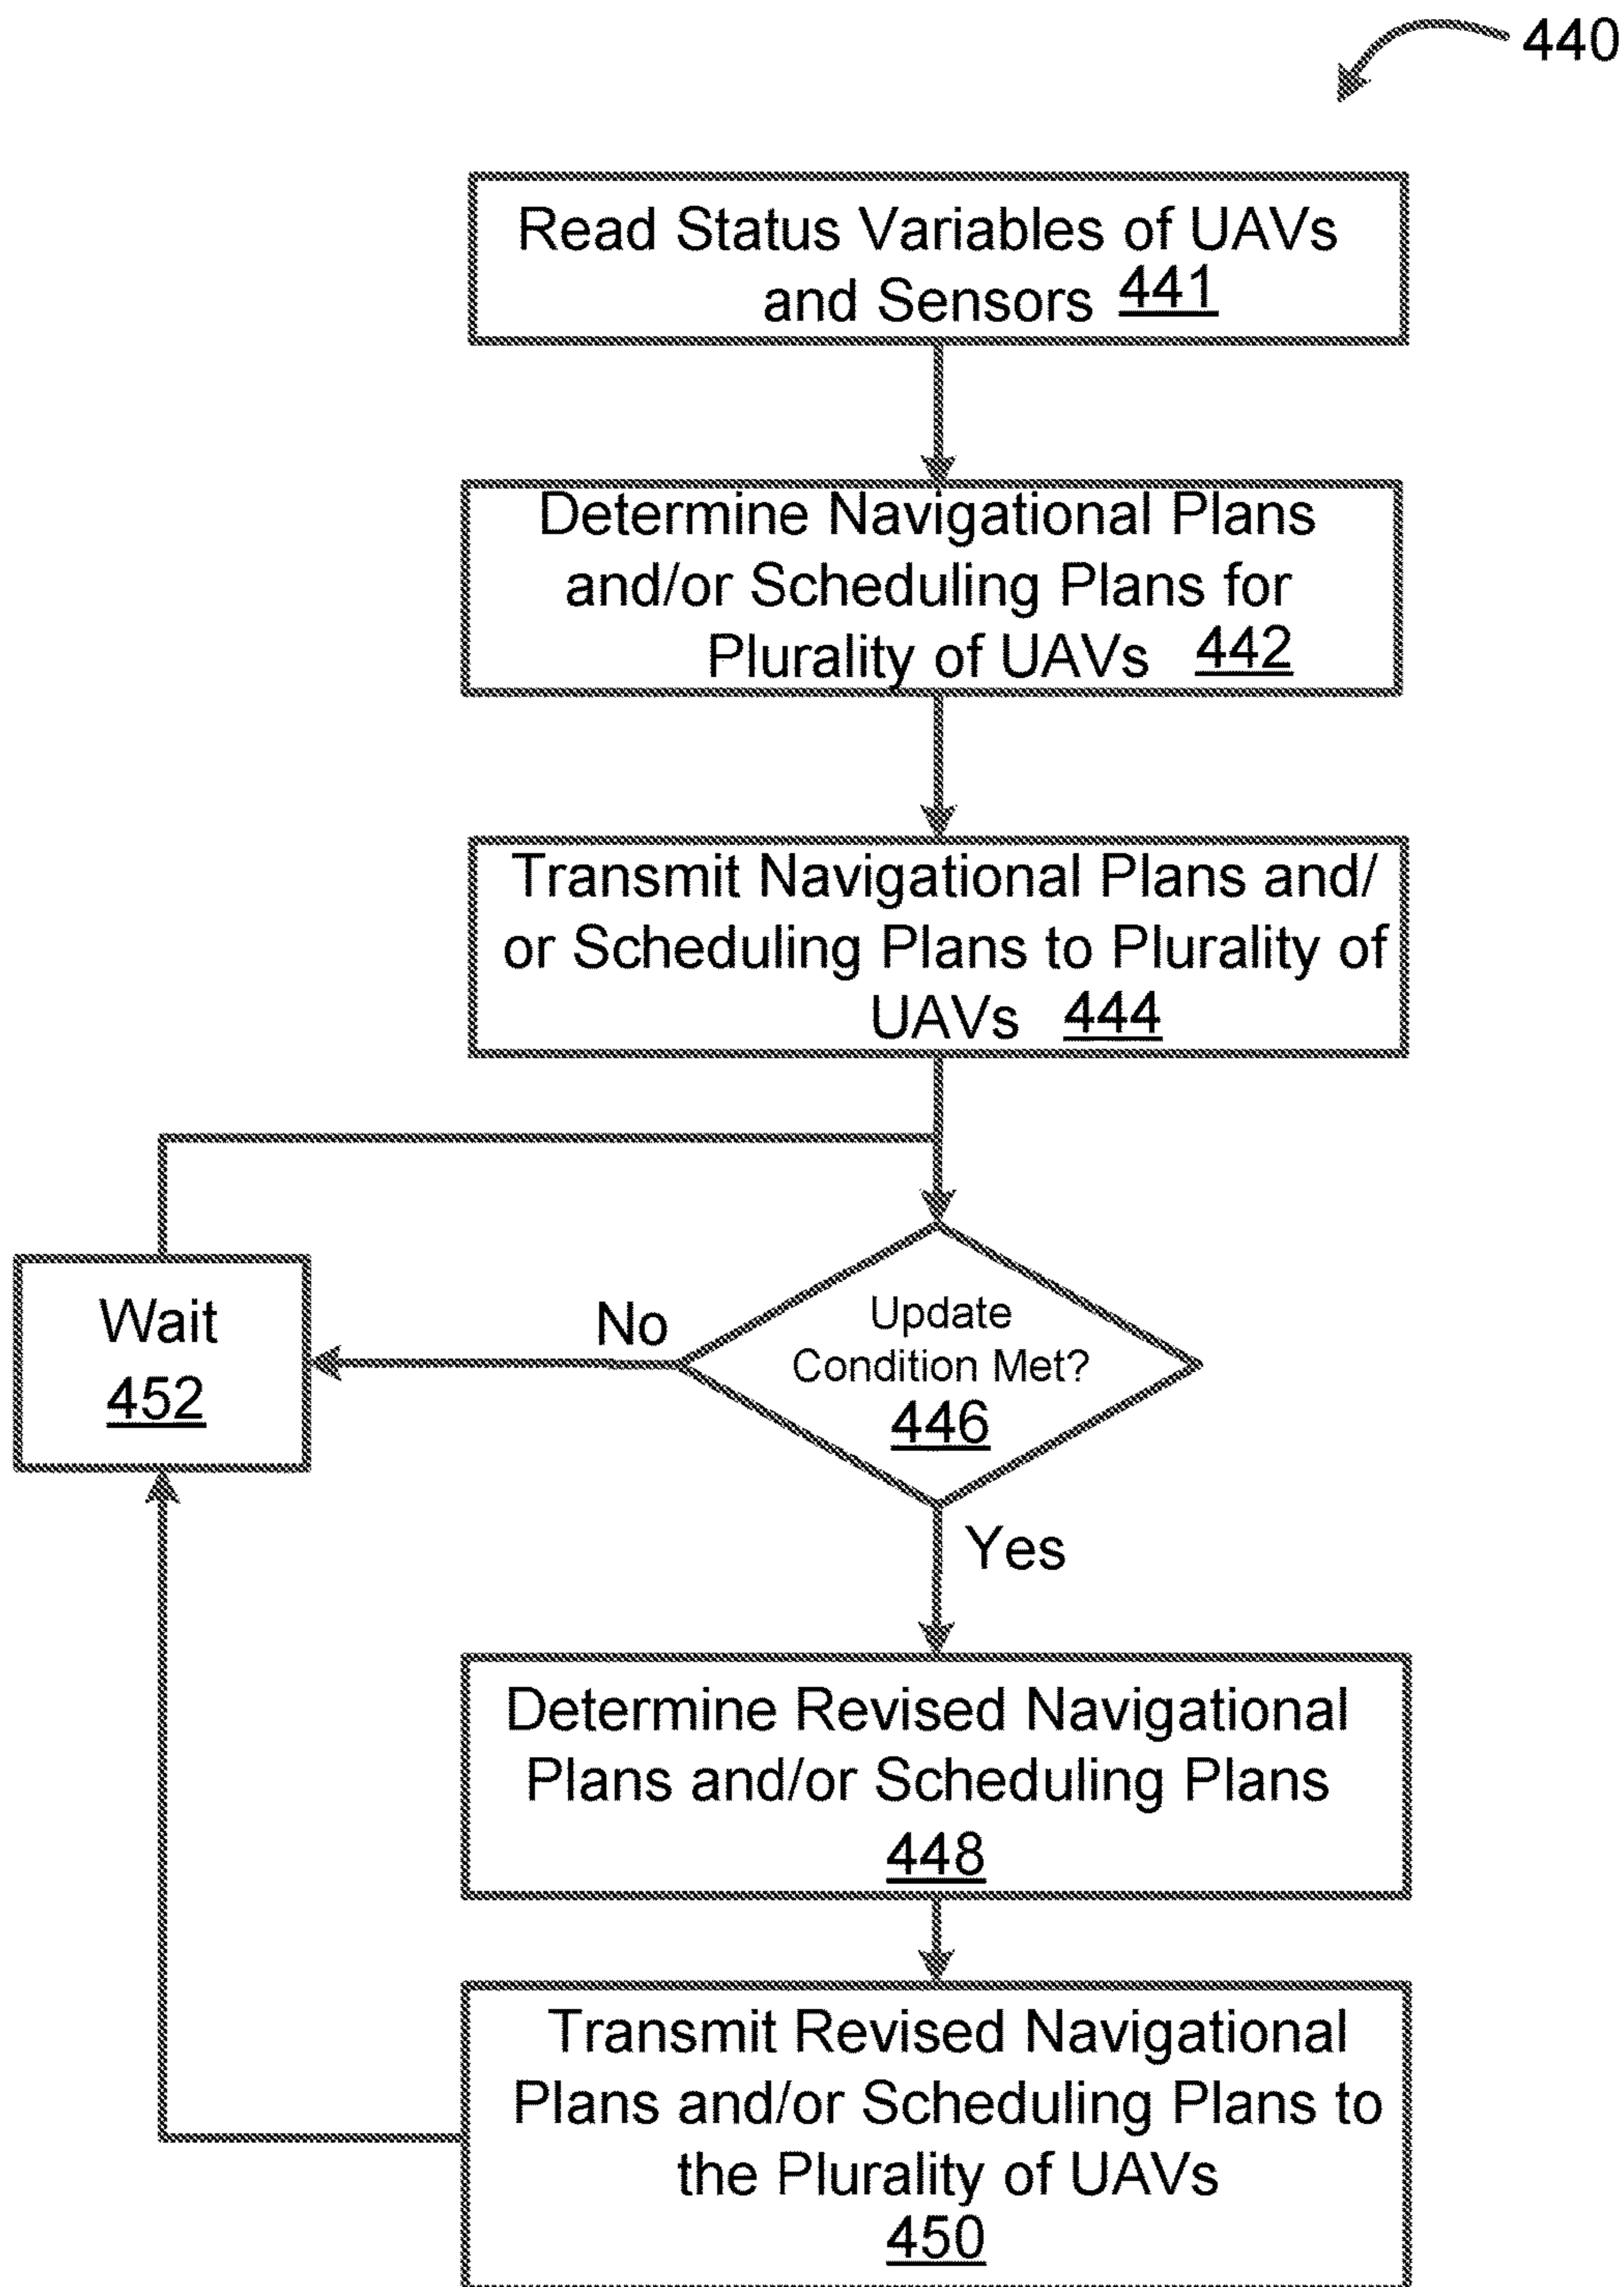 440
Read Status Variables of UAVs
and Sensors 441
Determine Navigational Plans
and/or Scheduling Plans for
Plurality of UAVs 442
Transmit Navigational Plans and/
or Scheduling Plans to Plurality of
UAVs 444
Wait
452
No
Update
Condition Met?
446
Yes
Determine Revised Navigational
Plans and/or Scheduling Plans
448
Transmit Revised Navigational
Plans and/or Scheduling Plans to
the Plurality of UAVs
450